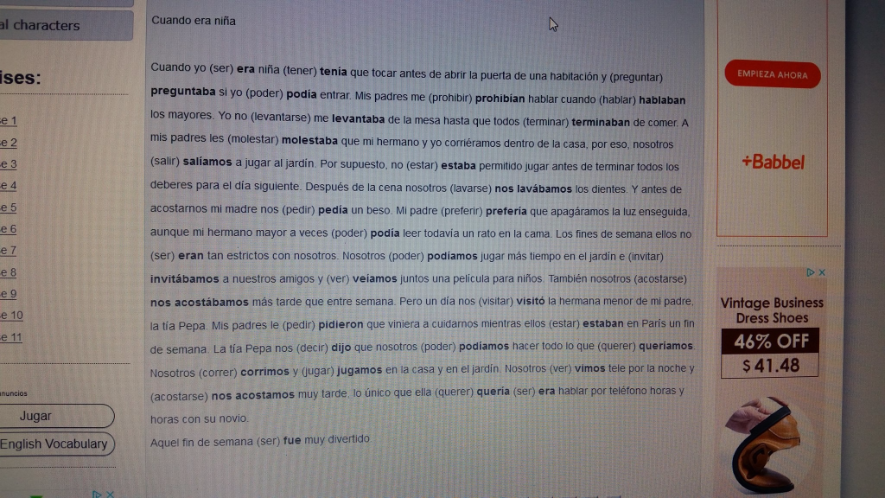 al characters
ises:
e 1
e 2
e 3
e 4
e 5
e 6
e 7
e 8
e 9
e 10
e 11
Jugar
English Vocabulary
Cuando era niña
Cuando yo (ser) era niña (tener) tenía que tocar antes de abrir la puerta de una habitación y (preguntar)
preguntaba si yo (poder) podía entrar. Mis padres me (prohibir) prohibían hablar cuando (hablar) hablaban
los mayores. Yo no (levantarse) me levantaba de la mesa hasta que todos (terminar) terminaban de comer. A
mis padres les (molestar) molestaba que mi hermano y yo corriéramos dentro de la casa, por eso, nosotros
(salir) salíamos a jugar al jardín. Por supuesto, no (estar) estaba permitido jugar antes de terminar todos los
deberes para el día siguiente. Después de la cena nosotros (lavarse) nos lavábamos los dientes. Y antes de
acostarnos mi madre nos (pedir) pedía un beso. Mi padre (preferir) prefería que apagáramos la luz enseguida,
aunque mi hermano mayor a veces (poder) podía leer todavía un rato en la cama. Los fines de semana ellos no
(ser) eran tan estrictos con nosotros. Nosotros (poder) podíamos jugar más tiempo en el jardín e (invitar)
invitábamos a nuestros amigos y (ver) veíamos juntos una película para niños. También nosotros (acostarse)
nos acostábamos más tarde que entre semana. Pero un día nos (visitar) visitó la hermana menor de mi padre,
la tía Pepa. Mis padres le (pedir) pidieron que viniera a cuidarnos mientras ellos (estar) estaban en París un fin
de semana. La tía Pepa nos (decir) dijo que nosotros (poder) podíamos hacer todo lo que (querer) queríamos.
Nosotros (correr) corrimos y (jugar) jugamos en la casa y en el jardín. Nosotros (ver) vimos tele por la noche y
(acostarse) nos acostamos muy tarde, lo único que ella (querer) quería (ser) era hablar por teléfono horas y
horas con su novio.
Aquel fin de semana (ser) fue muy divertido.
EMPIEZA AHORA
+Babbel
Vintage Business
Dress Shoes
46% OFF
$ 41.48